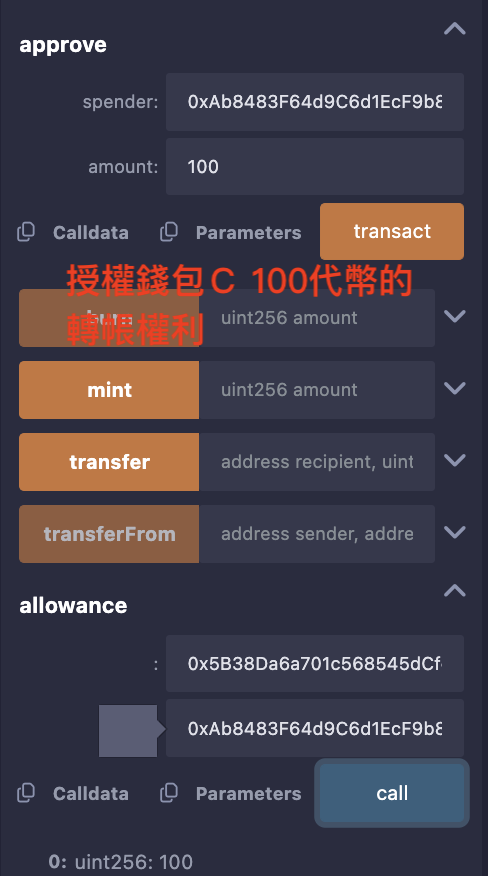 approve
spender:
0xAb8483F64d9C6d1EcF9b8
amount:
100
Calldata
Parameters
transact
授權錢包C 100代幣的
轉帳權利
burn
uint256 amount
mint
uint256 amount
transfer
address recipient, uint
transferFrom
address sender, addre
allowance
:
0x5B38Da6a701c568545dCf
0xAb8483F64d9C6d1EcF9b8
Calldata
Parameters
call
0: uint256: 100